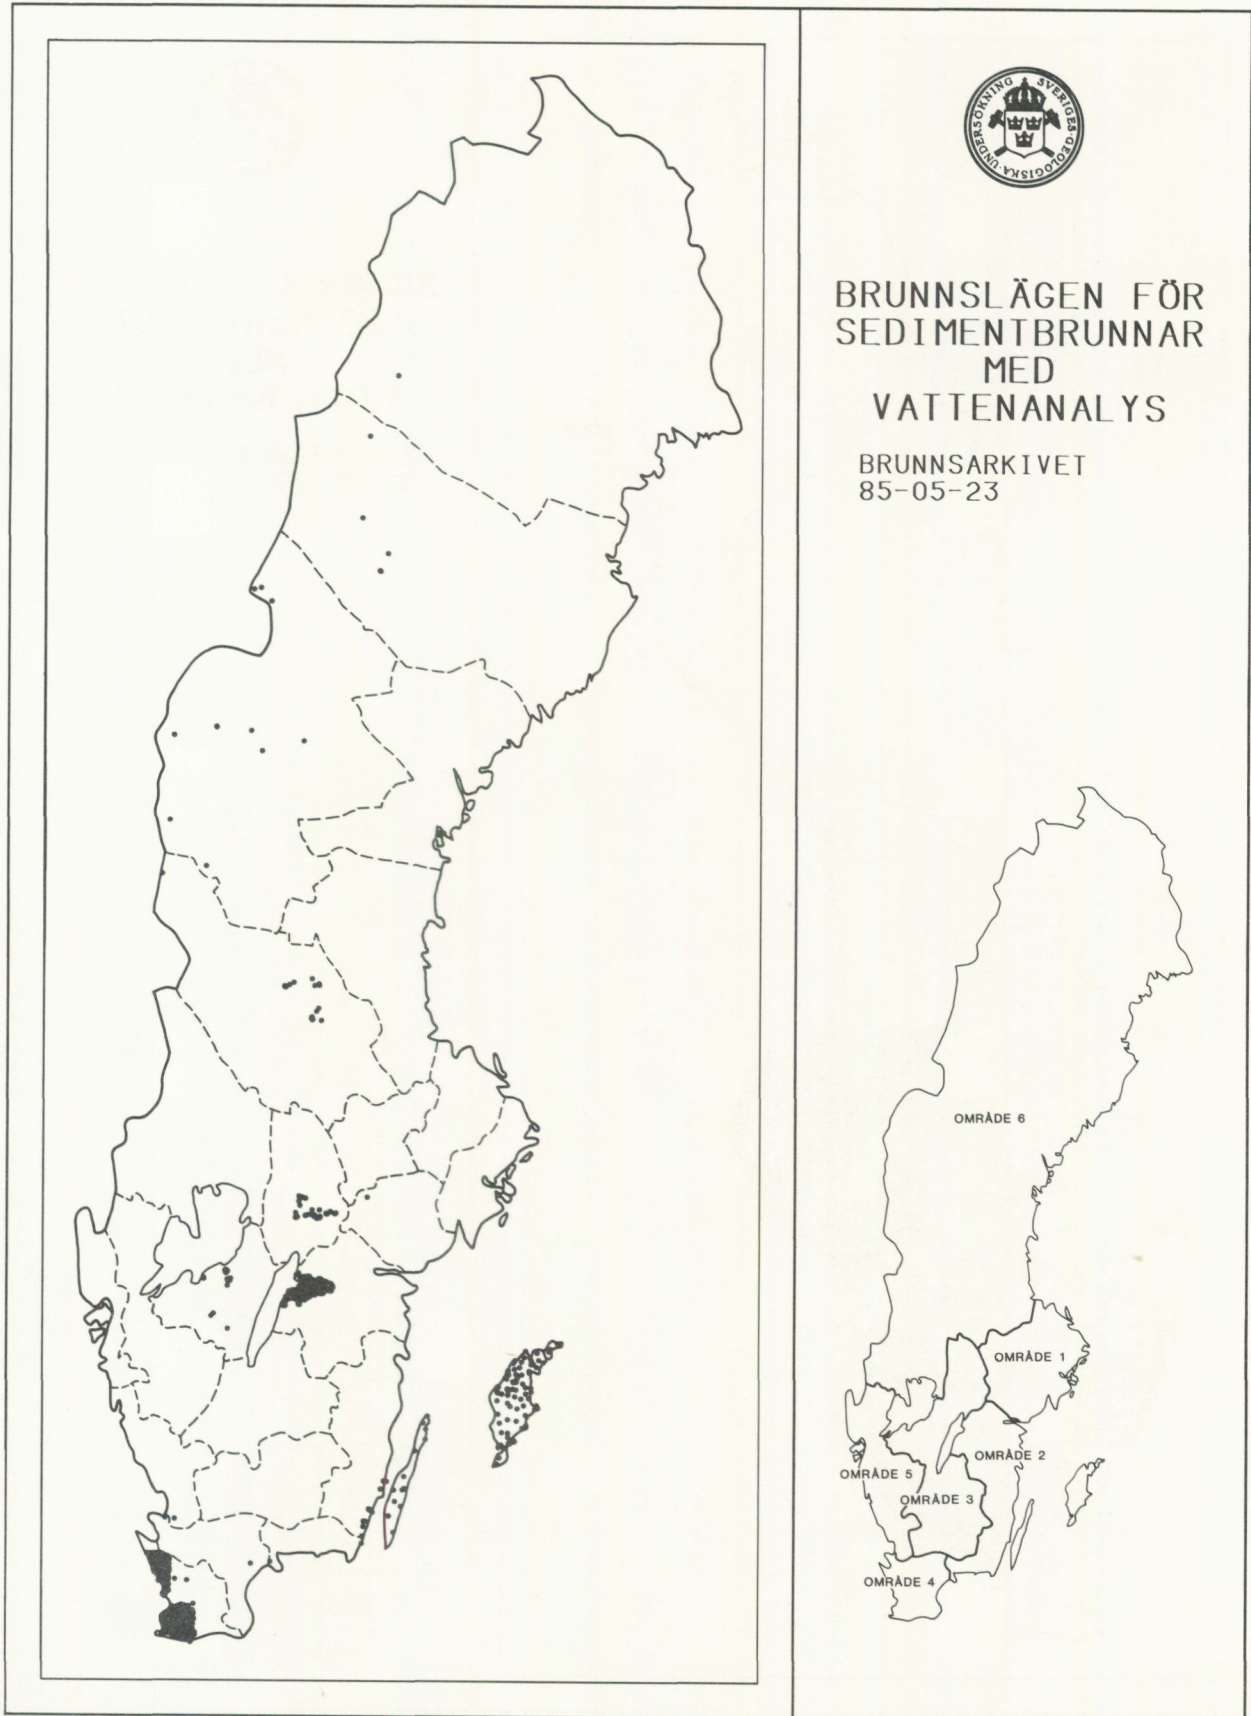 SVERIGES·GEOLOGISKA·UNDERSÖKNING
BRUNNSLÄGEN FÖR
SEDIMENTBRUNNAR
MED
VATTENANALYS
BRUNNSARKIVET
85-05-23
OMRÅDE 6
OMRÅDE 1
OMRÅDE 2
OMRÅDE 5
OMRÅDE 3
OMRÅDE 4